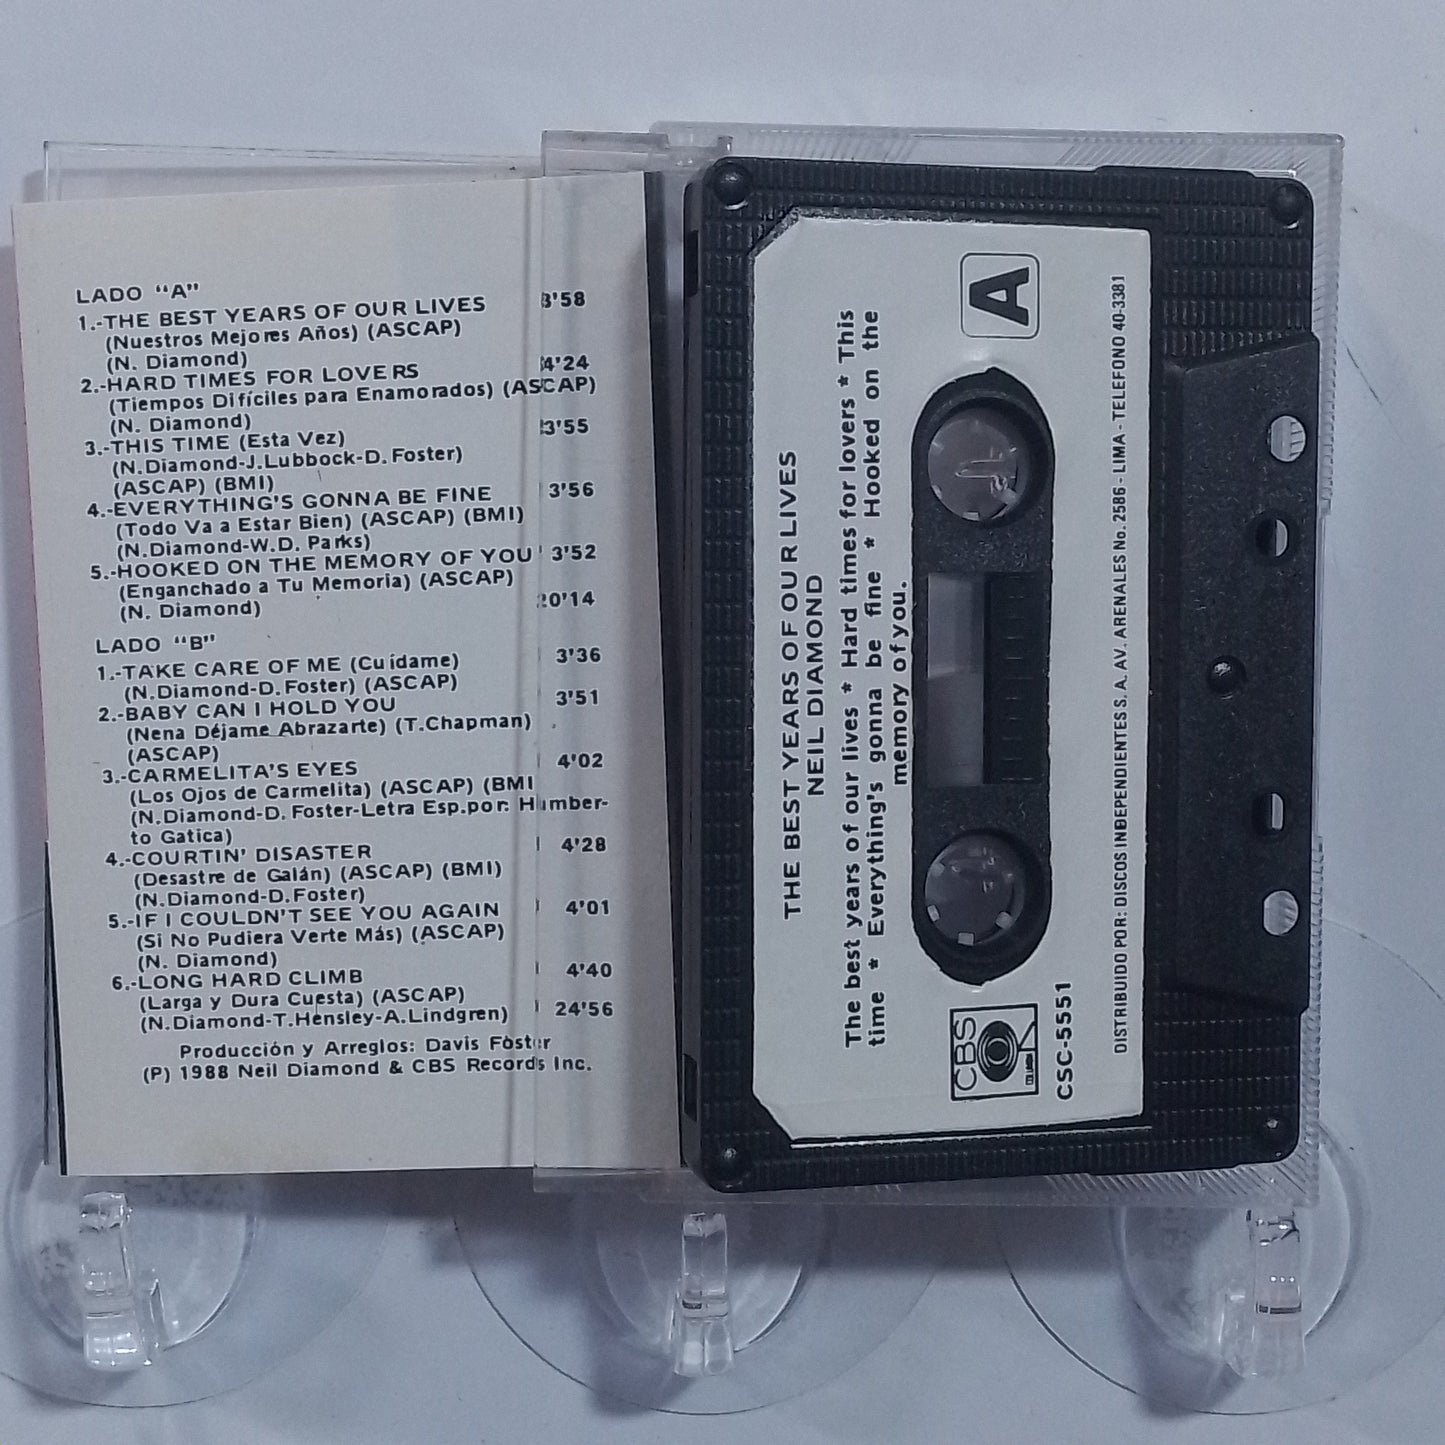 LADO "A"
1.-THE BEST YEARS OF OUR LIVES 3'58
(Nuestros Mejores Años) (ASCAP)
(N. Diamond)
2.-HARD TIMES FOR LOVERS 4'24
(Tiempos Difíciles para Enamorados) (ASCAP)
(N. Diamond)
3.-THIS TIME (Esta Vez) 3'55
(N.Diamond-J.Lubbock-D. Foster)
(ASCAP) (BMI)
4.-EVERYTHING'S GONNA BE FINE 3'56
(Todo Va a Estar Bien) (ASCAP) (BMI)
(N.Diamond-W.D. Parks)
5.-HOOKED ON THE MEMORY OF YOU 3'52
(Enganchado a Tu Memoria) (ASCAP)
(N. Diamond) 20'14
LADO "B"
1.-TAKE CARE OF ME (Cuídame) 3'36
(N.Diamond-D. Foster) (ASCAP)
2.-BABY CAN I HOLD YOU 3'51
(Nena Déjame Abrazarte) (T.Chapman)
(ASCAP)
3.-CARMELITA'S EYES 4'02
(Los Ojos de Carmelita) (ASCAP) (BMI
(N.Diamond-D. Foster-Letra Esp.por: Humber-
to Gatica)
4.-COURTIN' DISASTER 4'28
(Desastre de Galán) (ASCAP) (BMI)
(N.Diamond-D. Foster)
5.-IF I COULDN'T SEE YOU AGAIN 4'01
(Si No Pudiera Verte Más) (ASCAP)
(N. Diamond)
6.-LONG HARD CLIMB 4'40
(Larga y Dura Cuesta) (ASCAP)
(N.Diamond-T.Hensley-A.Lindgren) 24'56
Producción y Arreglos: Davis Foster
(P) 1988 Neil Diamond & CBS Records Inc.
THE BEST YEARS OF OUR LIVES
NEIL DIAMOND
The best years of our lives * Hard times for lovers * This
time * Everything's gonna be fine * Hooked on the
memory of you.
A
CBS
CSC-5551
DISTRIBUIDO POR: DISCOS INDEPENDIENTES S. A. AV. ARENALES No. 2586 - LIMA - TELEFONO 40-3381